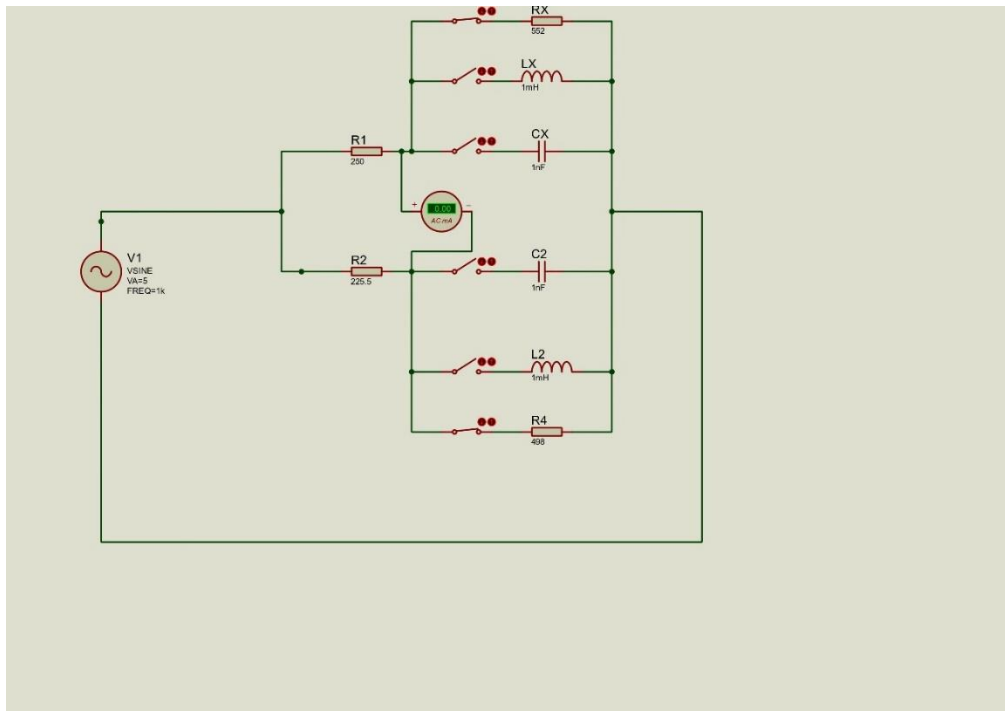 RX
552
LX
1mH
R1
250
CX
1nF
+
0.00
−
AC mA
V1
VSINE
VA=5
FREQ=1k
R2
225.5
C2
1nF
L2
1mH
R4
498